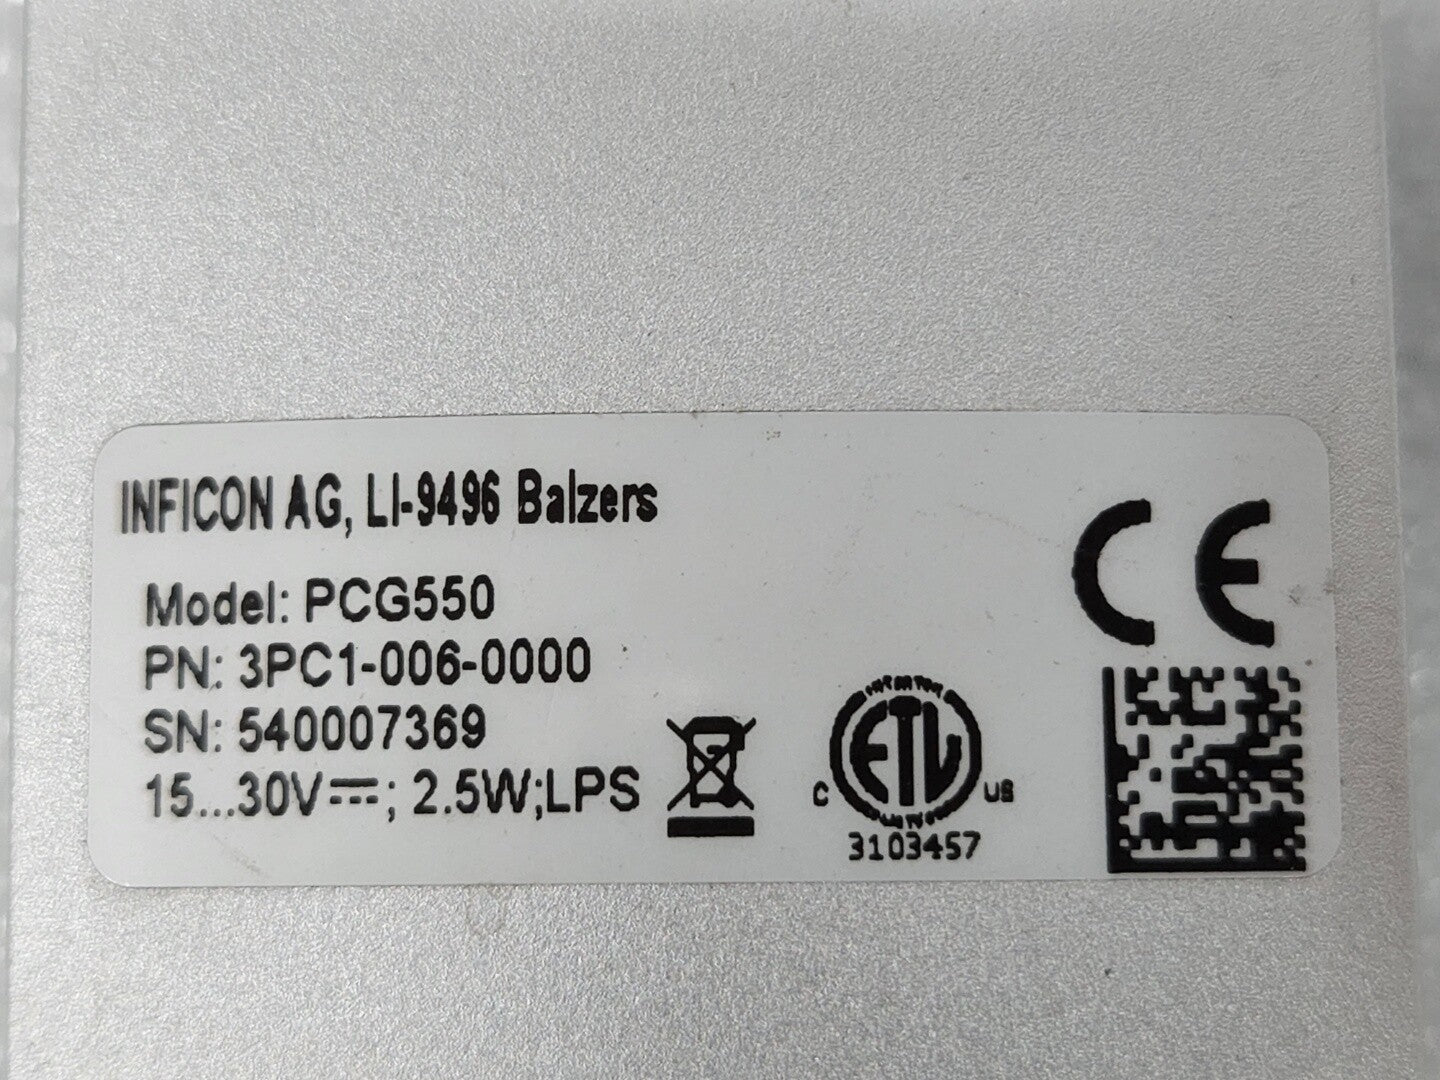 INFICON AG, LI-9496 Balzers
Model: PCG550
PN: 3PC1-006-0000
SN: 540007369
15...30V⎓; 2.5W;LPS
CE
C ETL US
3103457